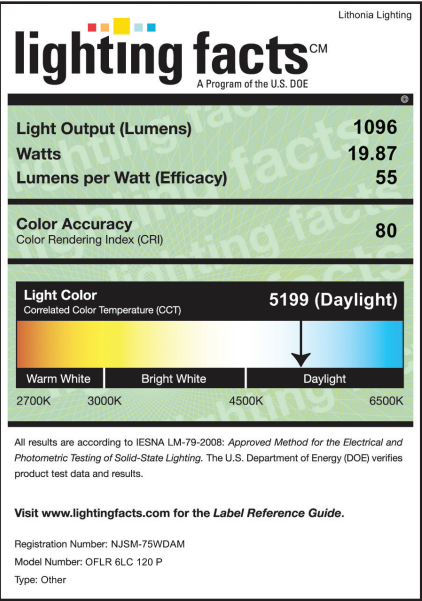 Lithonia Lighting
lighting facts CM
A Program of the U.S. DOE
Light Output (Lumens) 1096
Watts 19.87
Lumens per Watt (Efficacy) 55
Color Accuracy
Color Rendering Index (CRI) 80
Light Color
Correlated Color Temperature (CCT) 5199 (Daylight)
Warm White Bright White Daylight
2700K 3000K 4500K 6500K
All results are according to IESNA LM-79-2008: Approved Method for the Electrical and
Photometric Testing of Solid-State Lighting. The U.S. Department of Energy (DOE) verifies
product test data and results.
Visit www.lightingfacts.com for the Label Reference Guide.
Registration Number: NJSM-75WDAM
Model Number: OFLR 6LC 120 P
Type: Other